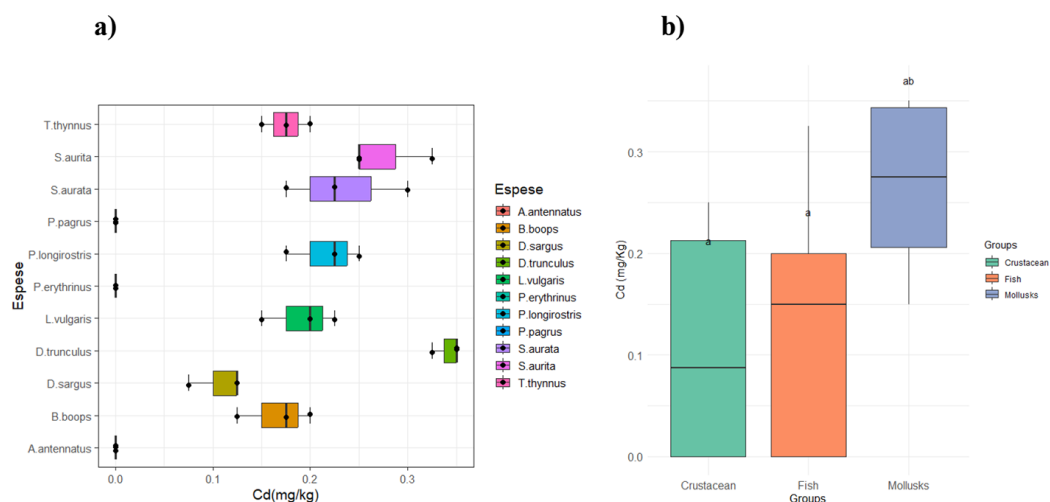 a)
b)
Espese
T.thynnus
S.aurita
S.aurata
P.pagrus
P.longirostris
P.erythrinus
L.vulgaris
D.trunculus
D.sargus
B.boops
A.antennatus
0.0
0.1
0.2
0.3
Cd(mg/kg)
Espese
A.antennatus
B.boops
D.sargus
D.trunculus
L.vulgaris
P.erythrinus
P.longirostris
P.pagrus
S.aurata
S.aurita
T.thynnus
Cd (mg/Kg)
0.3
0.2
0.1
0.0
a
a
ab
Crustacean
Fish
Mollusks
Groups
Groups
Crustacean
Fish
Mollusks